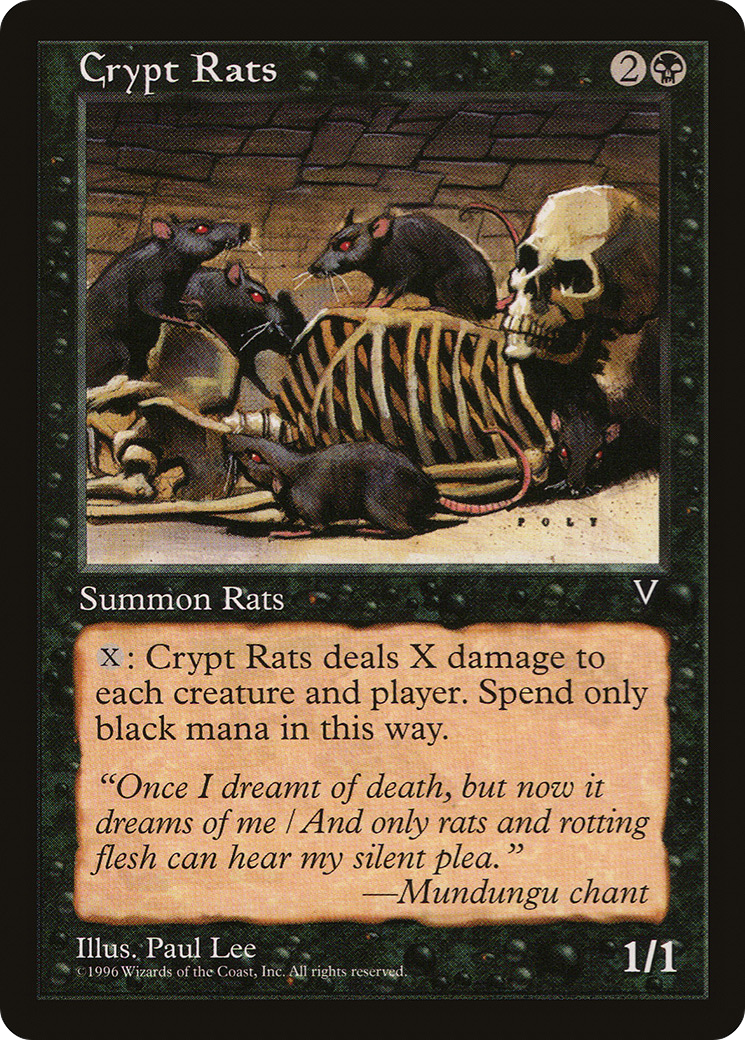 Crypt Rats
2
POLY
Summon Rats
V
X: Crypt Rats deals X damage to
each creature and player. Spend only
black mana in this way.
“Once I dreamt of death, but now it
dreams of me / And only rats and rotting
flesh can hear my silent plea.”
—Mundungu chant
Illus. Paul Lee
1/1
©1996 Wizards of the Coast, Inc. All rights reserved.